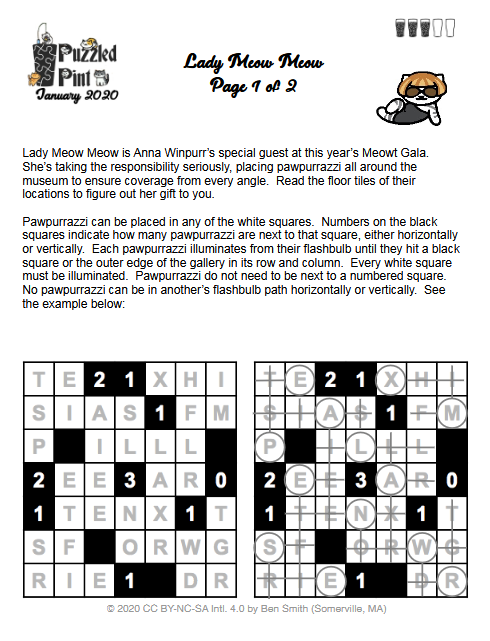 Puzzled
Pint
January 2020
Lady Meow Meow
Page 1 of 2
Lady Meow Meow is Anna Winpurr's special guest at this year's Meowt Gala.
She's taking the responsibility seriously, placing pawpurrazzi all around the
museum to ensure coverage from every angle.  Read the floor tiles of their
locations to figure out her gift to you.
Pawpurrazzi can be placed in any of the white squares.  Numbers on the black
squares indicate how many pawpurrazzi are next to that square, either horizontally
or vertically.  Each pawpurrazzi illuminates from their flashbulb until they hit a black
square or the outer edge of the gallery in its row and column.  Every white square
must be illuminated.  Pawpurrazzi do not need to be next to a numbered square.
No pawpurrazzi can be in another's flashbulb path horizontally or vertically.  See
the example below:
T E 2 1 X H I
S I A S 1 F M
P I L L L
2 E E 3 A R 0
1 T E N X 1 T
S F O R W G
R I E 1 D R
T E 2 1 X H I
S I A S 1 F M
P I L L L
2 E E 3 A R 0
1 T E N X 1 T
S F O R W G
R I E 1 D R
© 2020 CC BY-NC-SA Intl. 4.0 by Ben Smith (Somerville, MA)